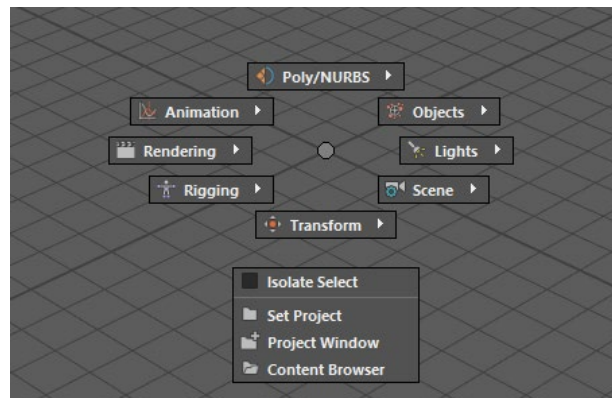 Poly/NURBS
Animation
Objects
Rendering
Lights
Rigging
Scene
Transform
Isolate Select
Set Project
Project Window
Content Browser